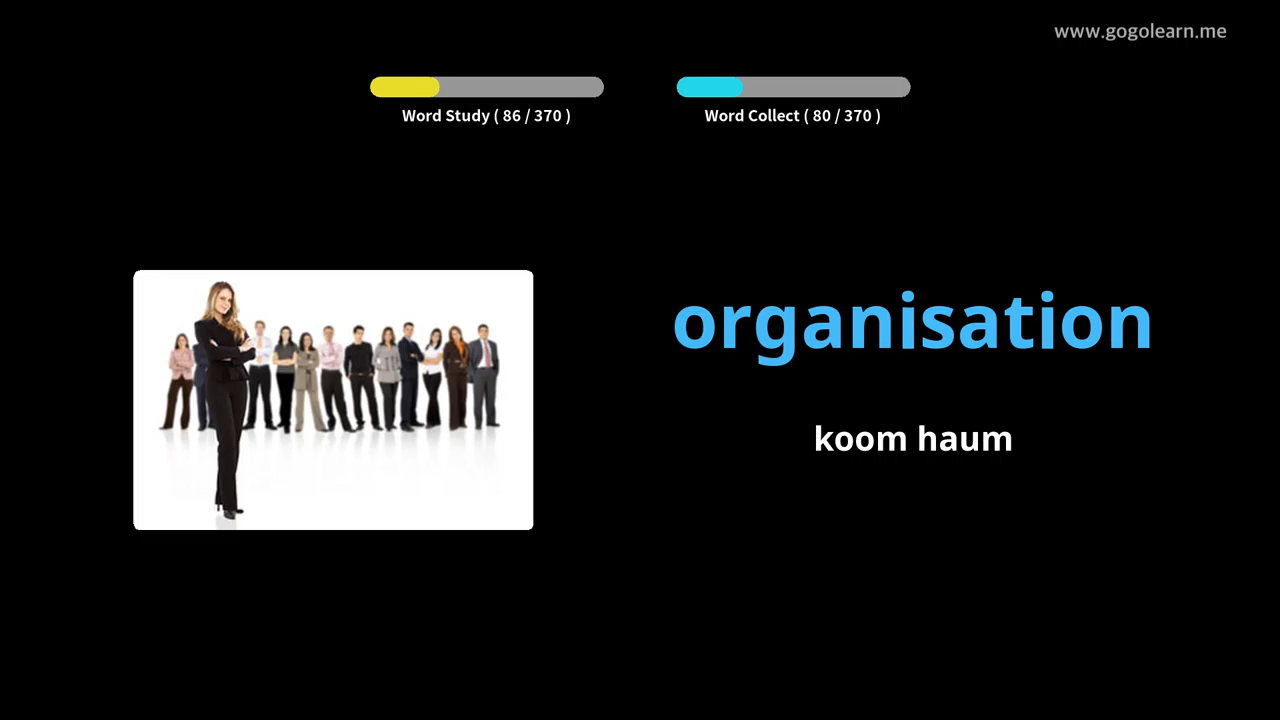 www.gogolearn.me
Word Study ( 86 / 370 )
Word Collect ( 80 / 370 )
organisation
koom haum